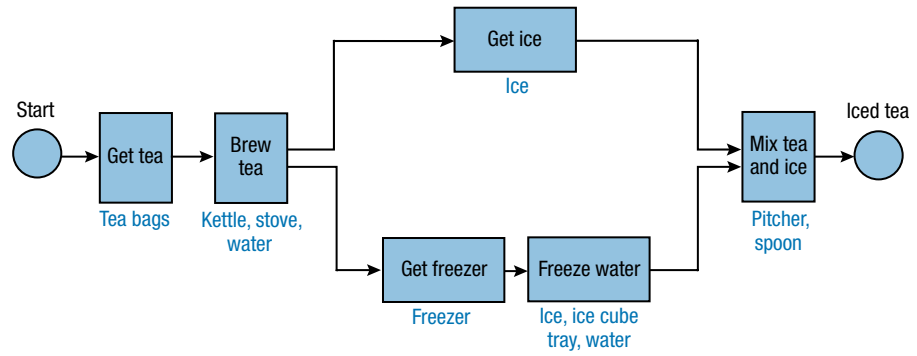 Get ice
Ice
Start
Get tea
Tea bags
Brew
tea
Kettle, stove,
water
Mix tea
and ice
Pitcher,
spoon
Iced tea
Get freezer
Freezer
Freeze water
Ice, ice cube
tray, water